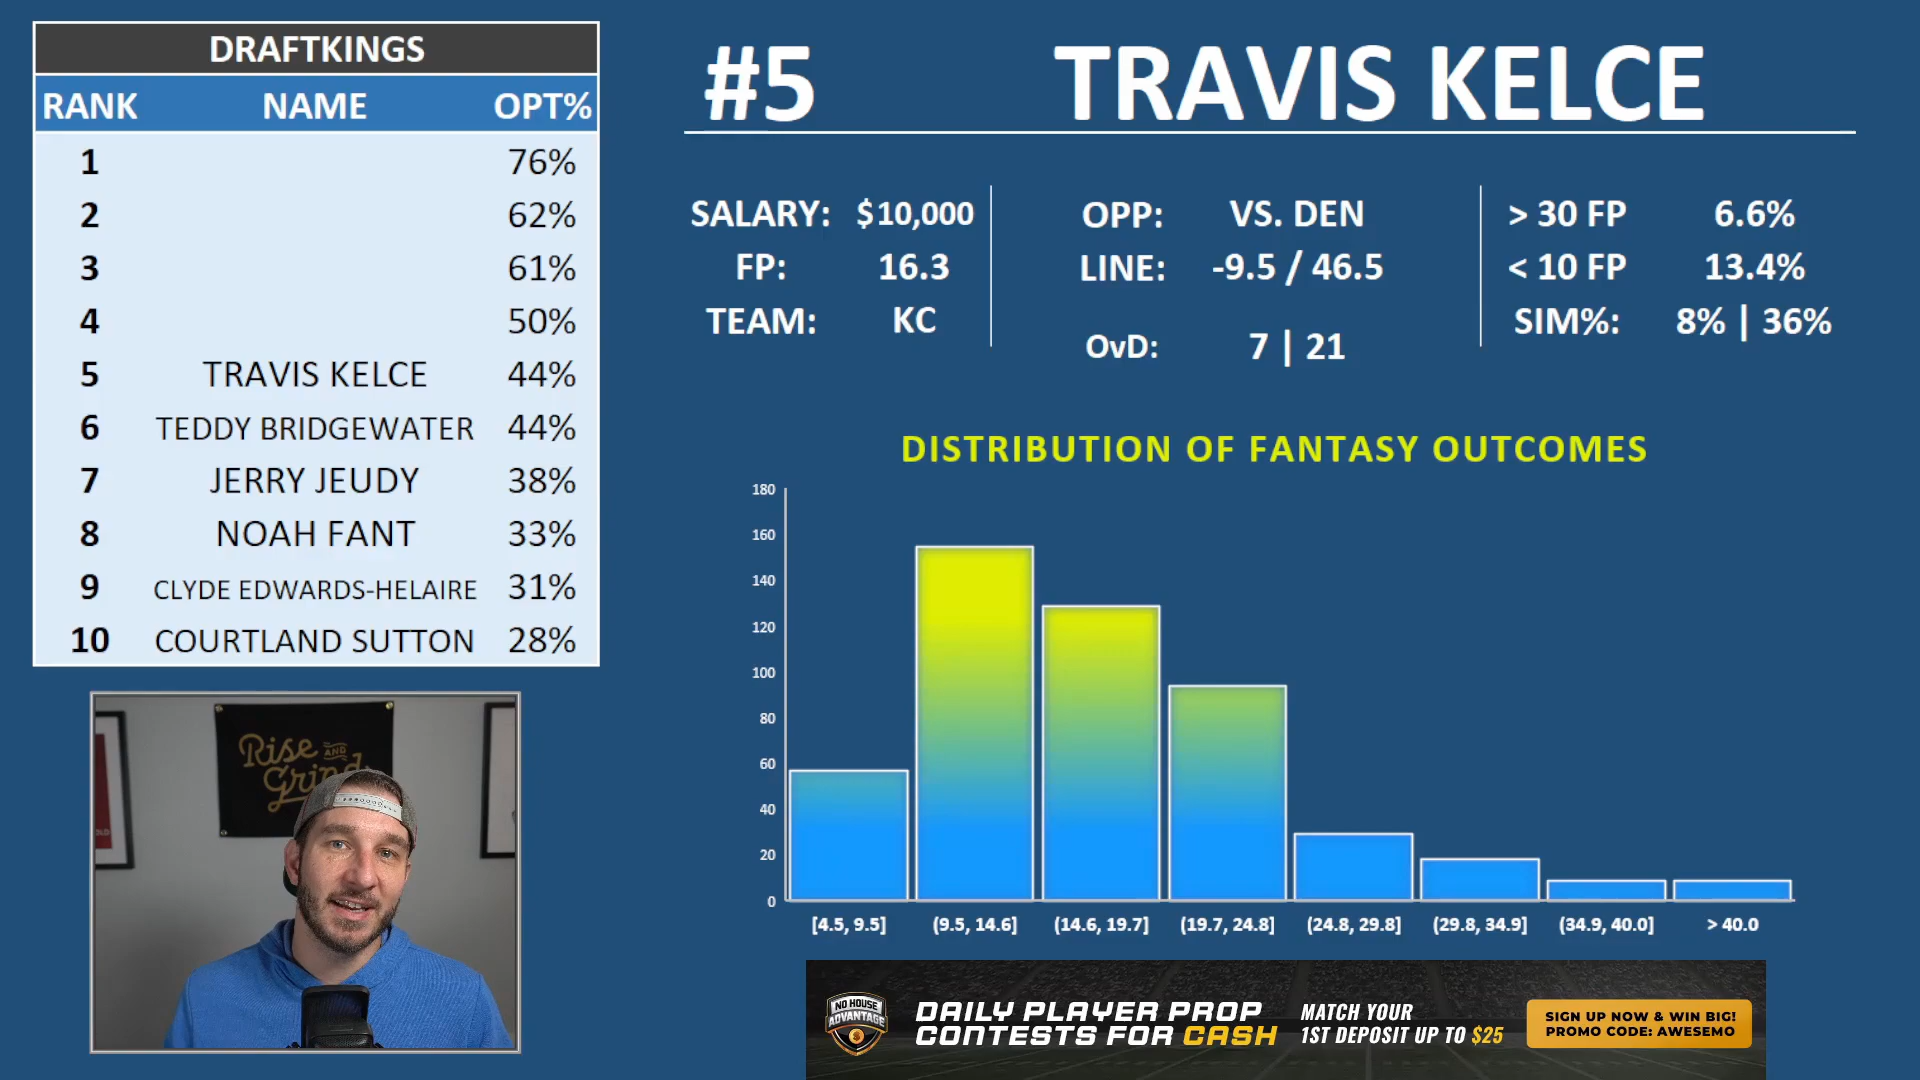 DRAFTKINGS
RANK NAME OPT%
1 76%
2 62%
3 61%
4 50%
5 TRAVIS KELCE 44%
6 TEDDY BRIDGEWATER 44%
7 JERRY JEUDY 38%
8 NOAH FANT 33%
9 CLYDE EDWARDS-HELAIRE 31%
10 COURTLAND SUTTON 28%
#5 TRAVIS KELCE
SALARY: $10,000
FP: 16.3
TEAM: KC
OPP: VS. DEN
LINE: -9.5 / 46.5
OvD: 7 | 21
> 30 FP 6.6%
< 10 FP 13.4%
SIM%: 8% | 36%
DISTRIBUTION OF FANTASY OUTCOMES
180
160
140
120
100
80
60
40
20
0
[4.5, 9.5] (9.5, 14.6] (14.6, 19.7] (19.7, 24.8] (24.8, 29.8] (29.8, 34.9] (34.9, 40.0] > 40.0
Rise AND
Grind
NO HOUSE
ADVANTAGE
DAILY PLAYER PROP
CONTESTS FOR CASH
MATCH YOUR
1ST DEPOSIT UP TO $25
SIGN UP NOW & WIN BIG!
PROMO CODE: AWESEMO